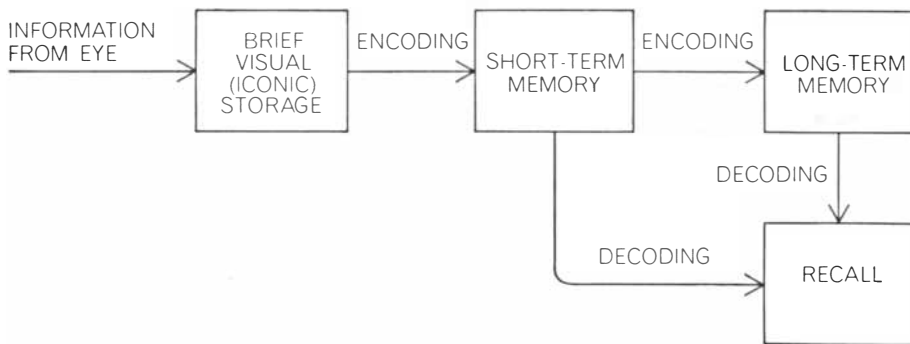 INFORMATION
FROM EYE
BRIEF
VISUAL
(ICONIC)
STORAGE
ENCODING
SHORT-TERM
MEMORY
ENCODING
LONG-TERM
MEMORY
DECODING
DECODING
RECALL